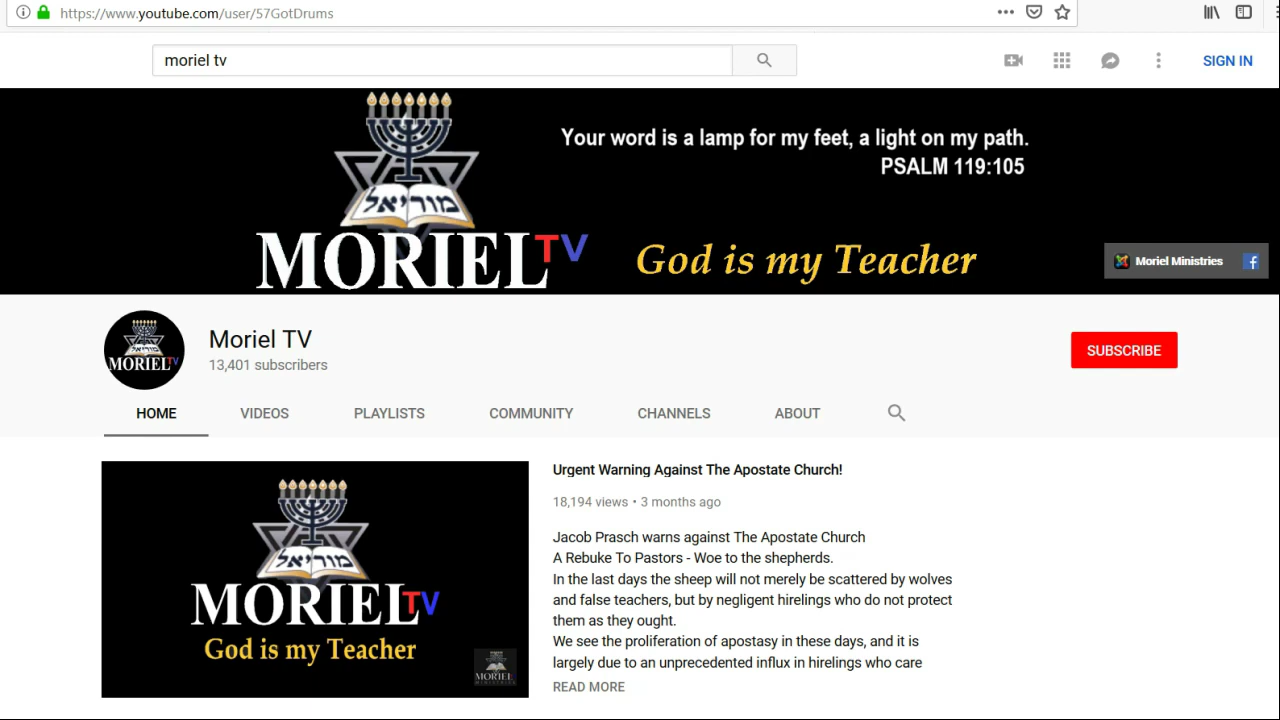 https://www.youtube.com/user/57GotDrums
moriel tv
SIGN IN
Your word is a lamp for my feet, a light on my path.
PSALM 119:105
מוריאל
MORIELTV
God is my Teacher
Moriel Ministries
MORIELTV
Moriel TV
13,401 subscribers
SUBSCRIBE
HOME VIDEOS PLAYLISTS COMMUNITY CHANNELS ABOUT
מוריאל
MORIELTV
God is my Teacher
MORIEL
Urgent Warning Against The Apostate Church!
18,194 views • 3 months ago
Jacob Prasch warns against The Apostate Church
A Rebuke To Pastors - Woe to the shepherds.
In the last days the sheep will not merely be scattered by wolves
and false teachers, but by negligent hirelings who do not protect
them as they ought.
We see the proliferation of apostasy in these days, and it is
largely due to an unprecedented influx in hirelings who care
READ MORE